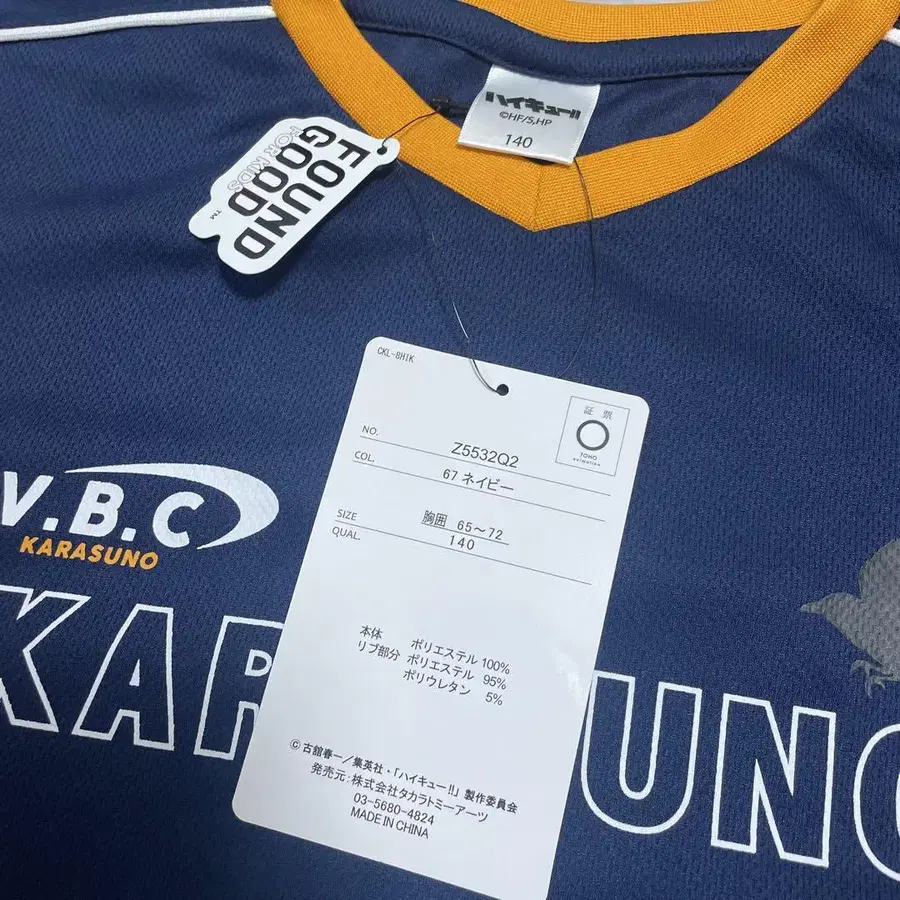 ハイキュー!!
©HF/S,HP
140
FOUND
GOOD
FOR KIDS
™
CKL-8HIK
証票
TOHO
animation
NO. Z5532Q2
COL. 67 ネイビー
SIZE 胸囲 65~72
QUAL. 140
本体 ポリエステル 100%
リブ部分 ポリエステル 95%
ポリウレタン 5%
© 古舘春一/集英社・「ハイキュー!!」製作委員会
発売元:株式会社タカラトミーアーツ
03-5680-4824
MADE IN CHINA
V.B.C
KARASUNO
KAR
UNO